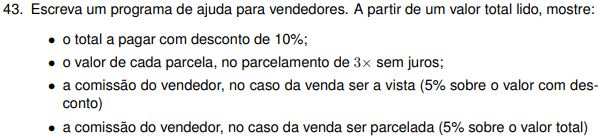 43. Escreva um programa de ajuda para vendedores. A partir de um valor total lido, mostre:
• o total a pagar com desconto de 10%;
• o valor de cada parcela, no parcelamento de 3× sem juros;
• a comissão do vendedor, no caso da venda ser a vista (5% sobre o valor com des-
conto)
• a comissão do vendedor, no caso da venda ser parcelada (5% sobre o valor total)